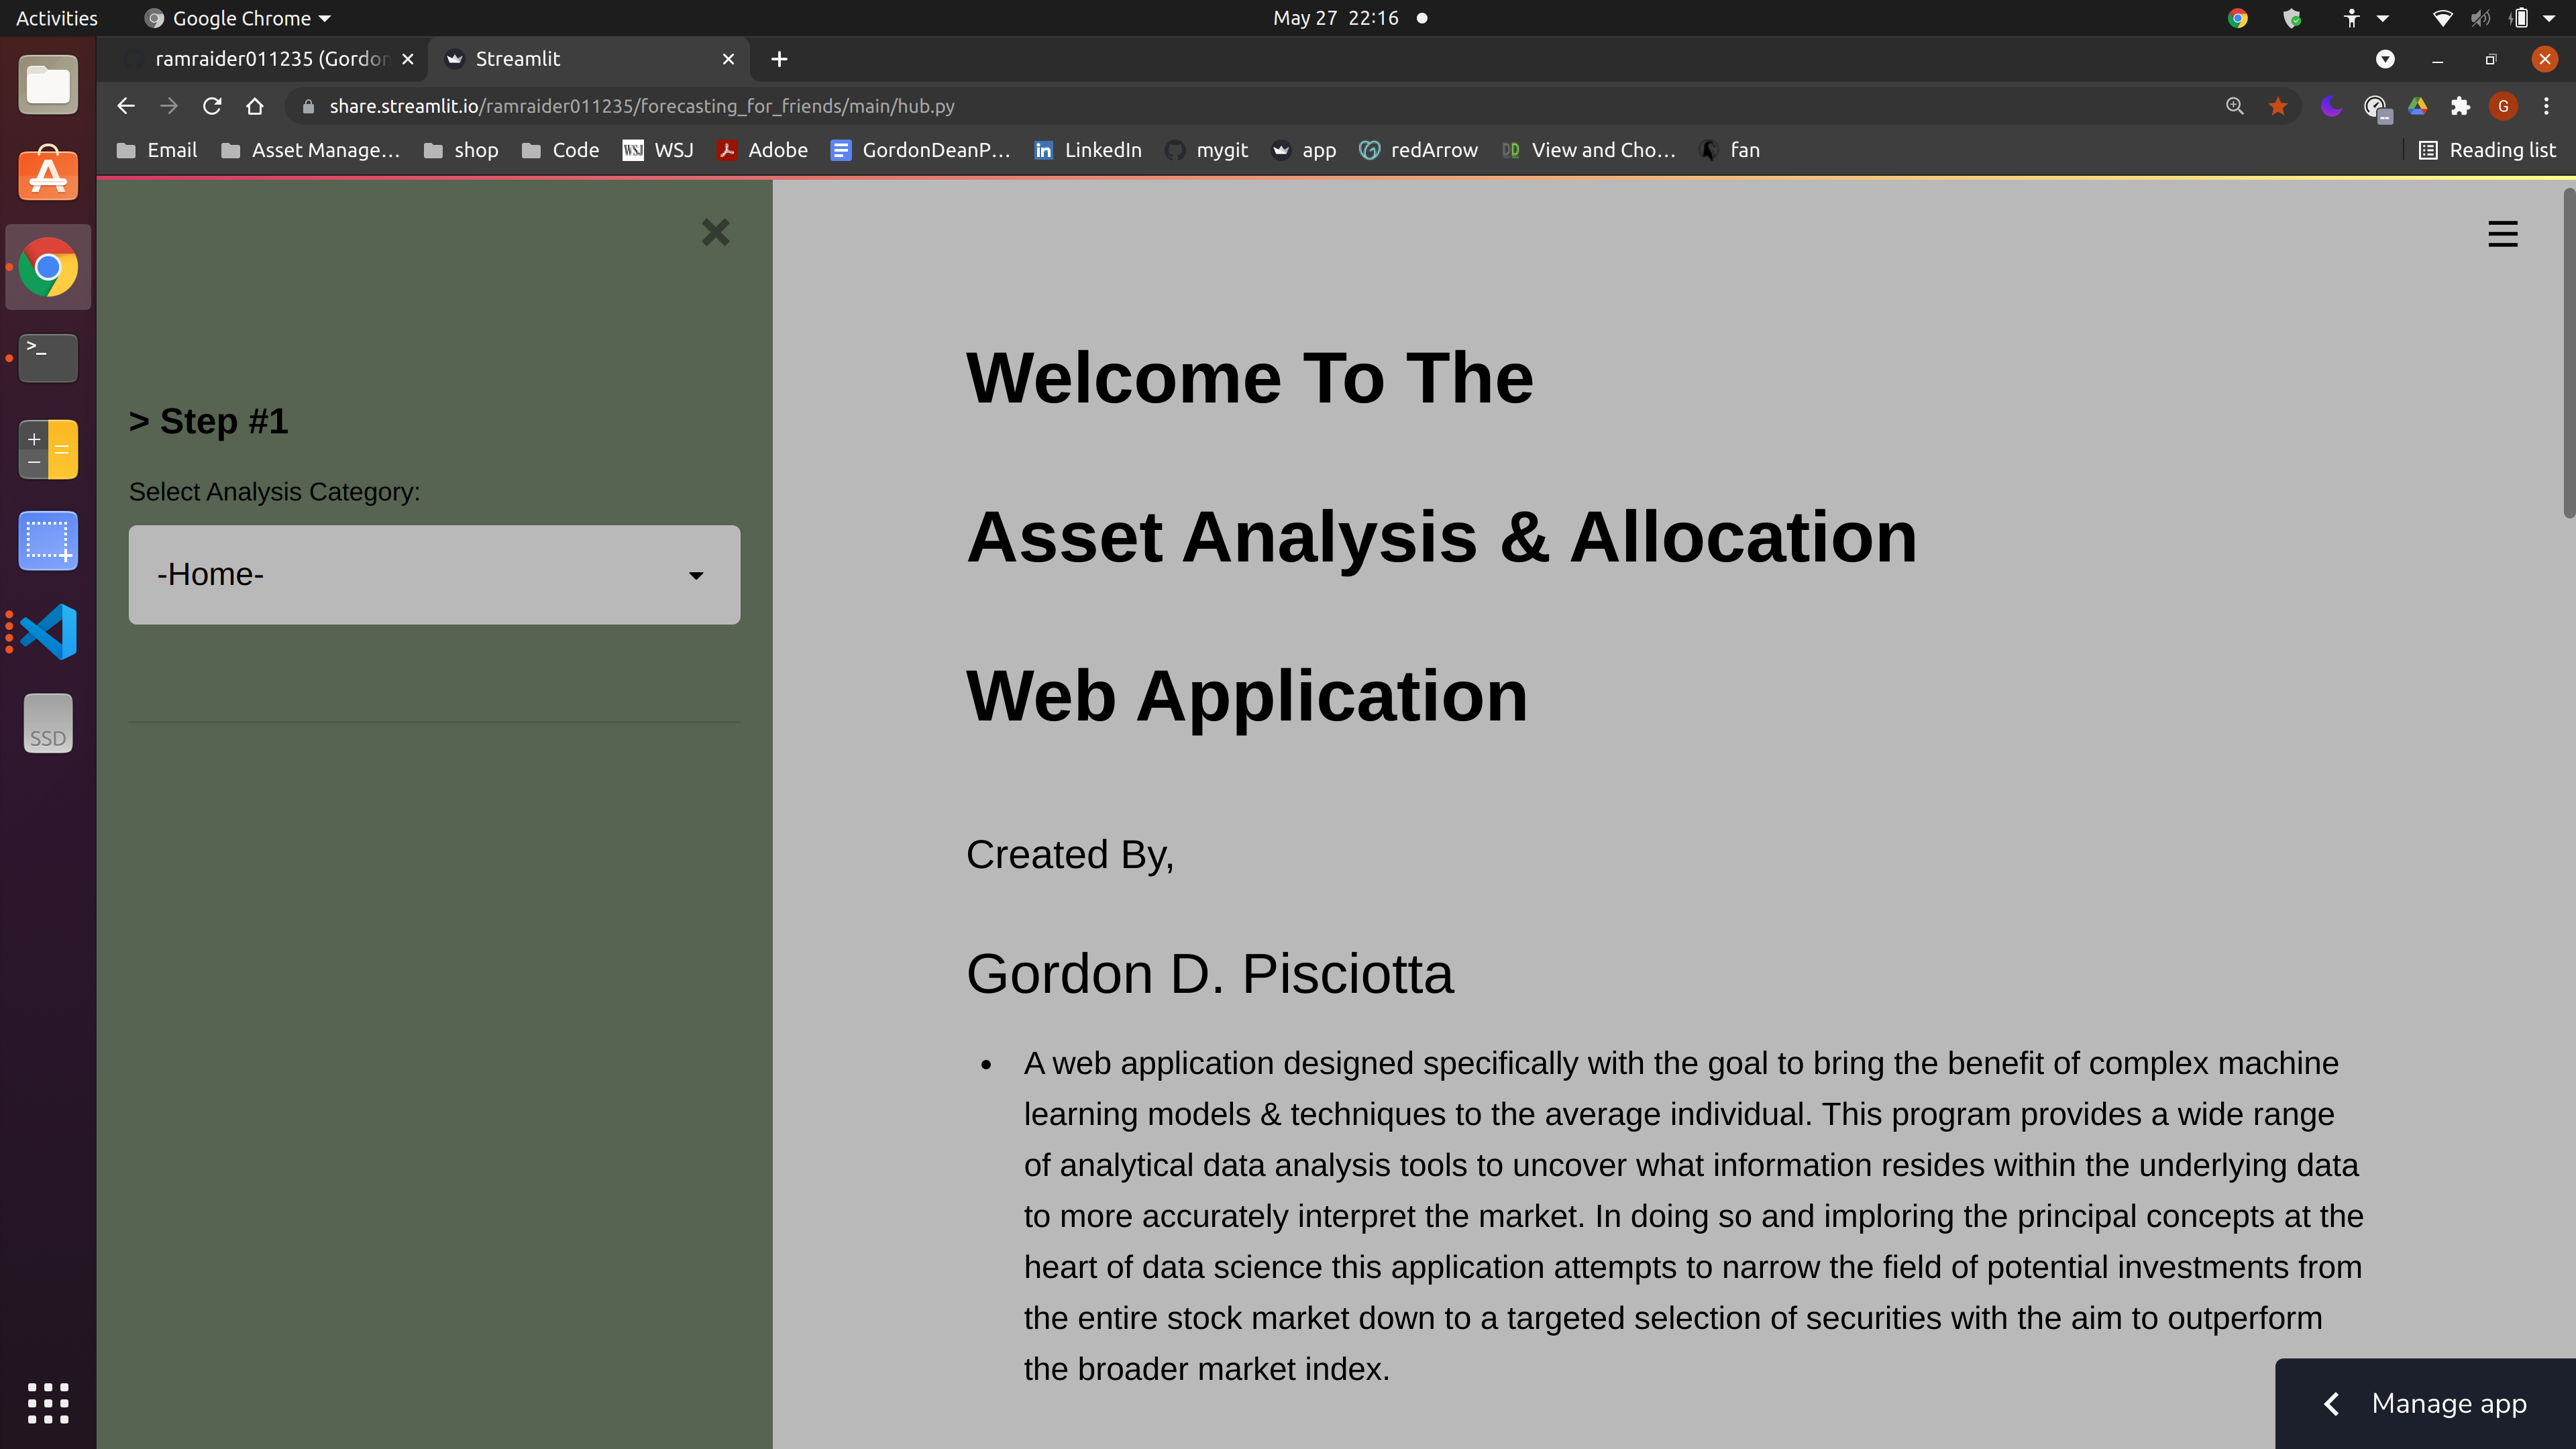 Activities
Google Chrome
May 27 22:16
ramraider011235 (Gordon
Streamlit
share.streamlit.io/ramraider011235/forecasting_for_friends/main/hub.py
G
Email
Asset Manage...
shop
Code
WSJ WSJ
Adobe
GordonDeanP...
in LinkedIn
mygit
app
redArrow
DD View and Cho...
fan
Reading list
> Step #1
Select Analysis Category:
-Home-
SSD
Welcome To The
Asset Analysis & Allocation
Web Application
Created By,
Gordon D. Pisciotta
• A web application designed specifically with the goal to bring the benefit of complex machine
learning models & techniques to the average individual. This program provides a wide range
of analytical data analysis tools to uncover what information resides within the underlying data
to more accurately interpret the market. In doing so and imploring the principal concepts at the
heart of data science this application attempts to narrow the field of potential investments from
the entire stock market down to a targeted selection of securities with the aim to outperform
the broader market index.
Manage app